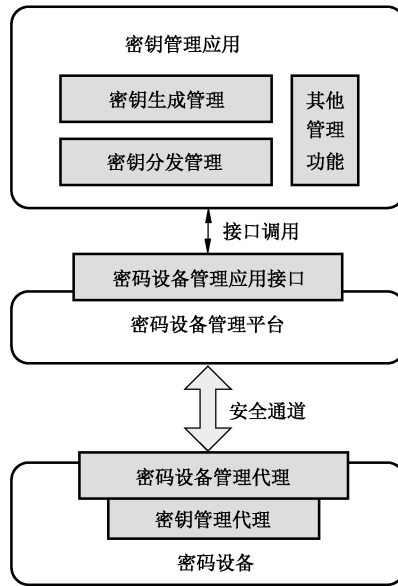 密钥管理应用
密钥生成管理
密钥分发管理
其他
管理
功能
接口调用
密码设备管理应用接口
密码设备管理平台
安全通道
密码设备管理代理
密钥管理代理
密码设备